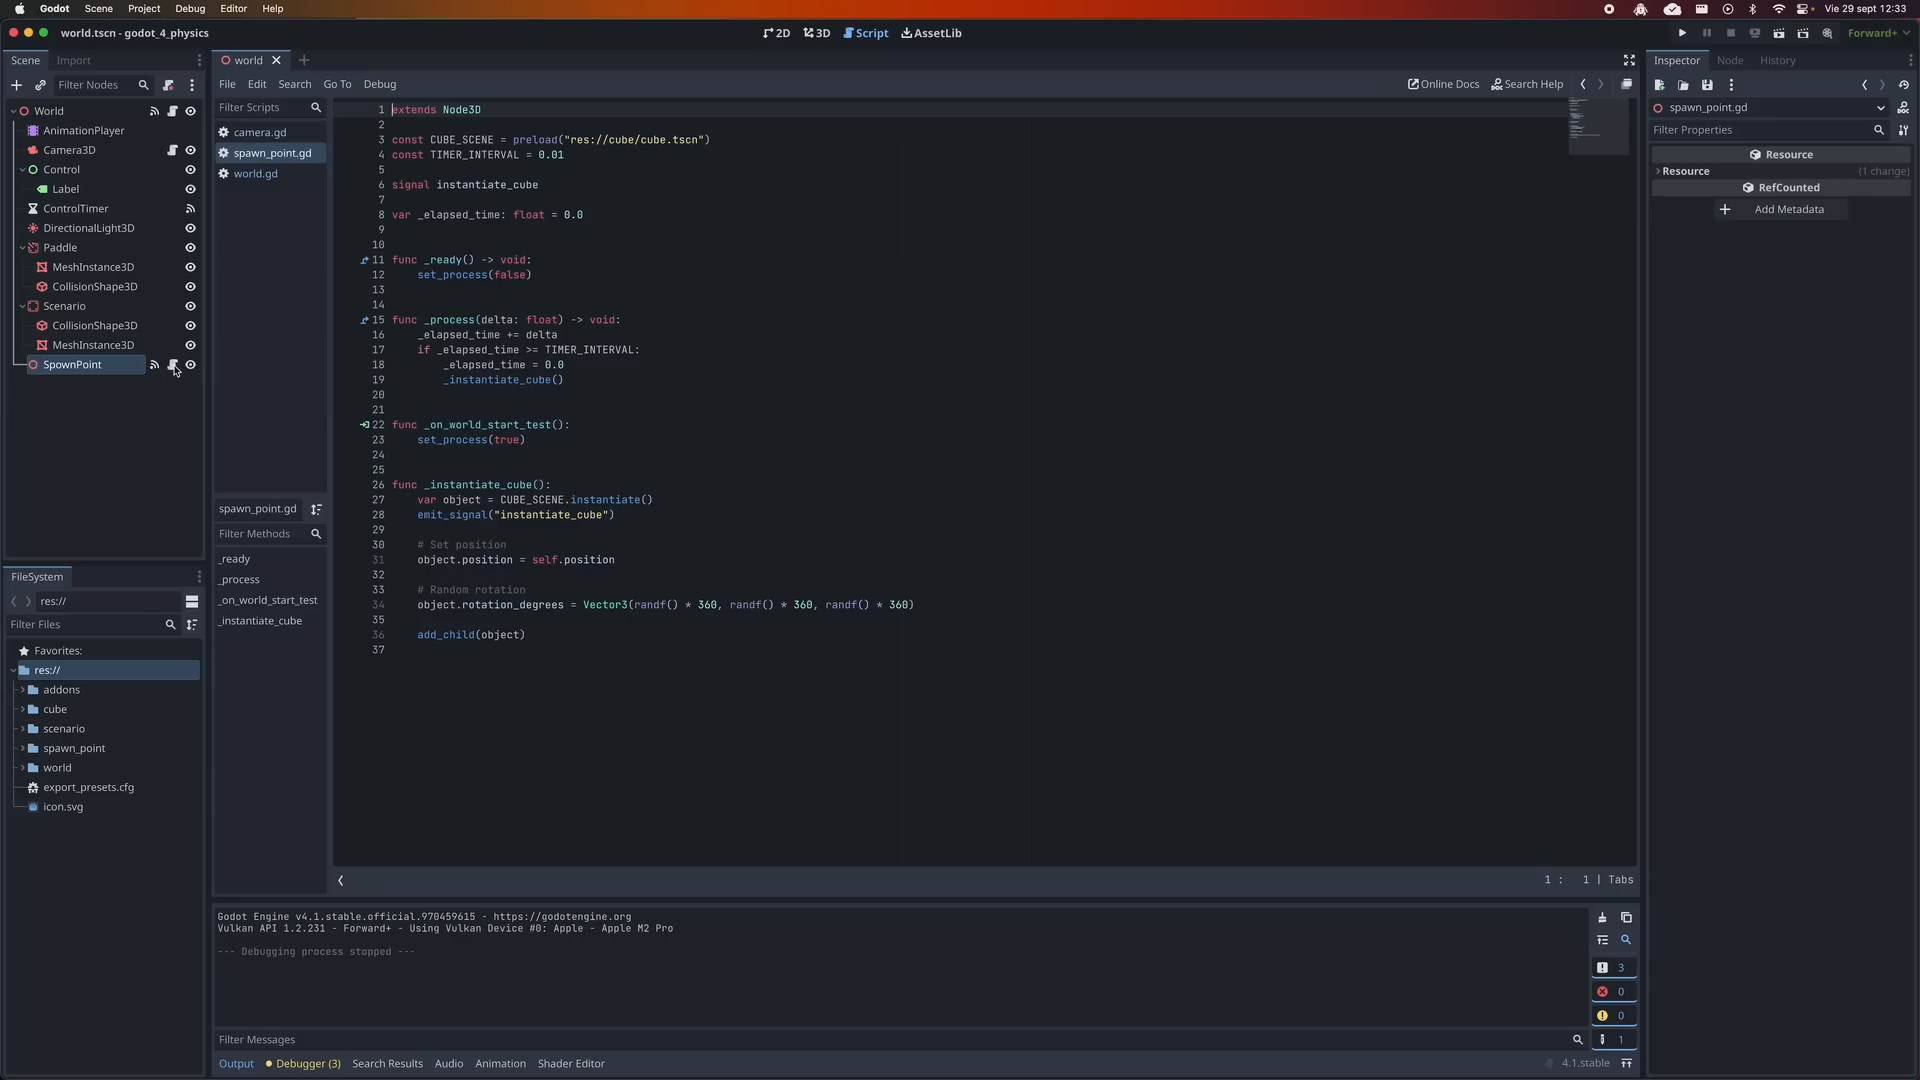 Godot Scene Project Debug Editor Help Vie 29 sept 12:33
world.tscn - godot_4_physics 2D 3D Script AssetLib Forward+
Scene Import
Filter Nodes
World
AnimationPlayer
Camera3D
Control
Label
ControlTimer
DirectionalLight3D
Paddle
MeshInstance3D
CollisionShape3D
Scenario
CollisionShape3D
MeshInstance3D
SpownPoint
FileSystem
res://
Filter Files
Favorites:
res://
addons
cube
scenario
spawn_point
world
export_presets.cfg
icon.svg
world
File Edit Search Go To Debug Online Docs Search Help
Filter Scripts
camera.gd
spawn_point.gd
world.gd
spawn_point.gd
Filter Methods
_ready
_process
_on_world_start_test
_instantiate_cube
1 extends Node3D
2
3 const CUBE_SCENE = preload("res://cube/cube.tscn")
4 const TIMER_INTERVAL = 0.01
5
6 signal instantiate_cube
7
8 var _elapsed_time: float = 0.0
9
10
11 func _ready() -> void:
12 set_process(false)
13
14
15 func _process(delta: float) -> void:
16 _elapsed_time += delta
17 if _elapsed_time >= TIMER_INTERVAL:
18 _elapsed_time = 0.0
19 _instantiate_cube()
20
21
22 func _on_world_start_test():
23 set_process(true)
24
25
26 func _instantiate_cube():
27 var object = CUBE_SCENE.instantiate()
28 emit_signal("instantiate_cube")
29
30 # Set position
31 object.position = self.position
32
33 # Random rotation
34 object.rotation_degrees = Vector3(randf() * 360, randf() * 360, randf() * 360)
35
36 add_child(object)
37
1 : 1 | Tabs
Godot Engine v4.1.stable.official.970459615 - https://godotengine.org
Vulkan API 1.2.231 - Forward+ - Using Vulkan Device #0: Apple - Apple M2 Pro
--- Debugging process stopped ---
3
0
0
1
Filter Messages
Output Debugger (3) Search Results Audio Animation Shader Editor 4.1.stable
Inspector Node History
spawn_point.gd
Filter Properties
Resource
Resource (1 change)
RefCounted
Add Metadata